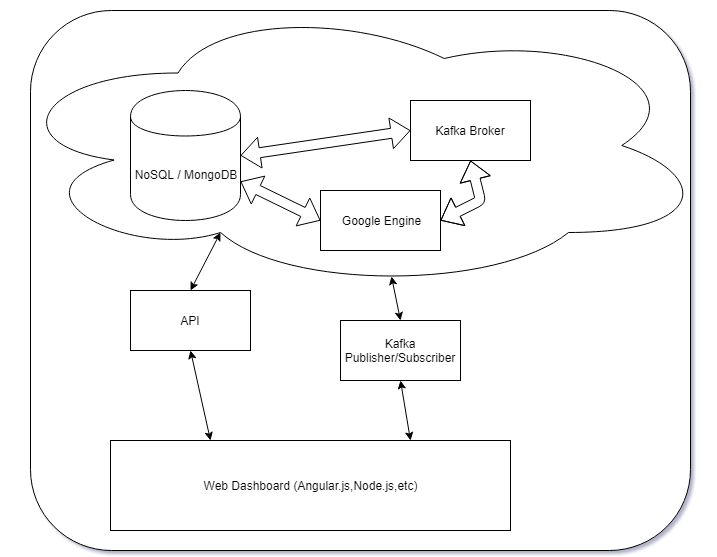 Kafka Broker
NoSQL / MongoDB
Google Engine
API
Kafka
Publisher/Subscriber
Web Dashboard (Angular.js,Node.js,etc)